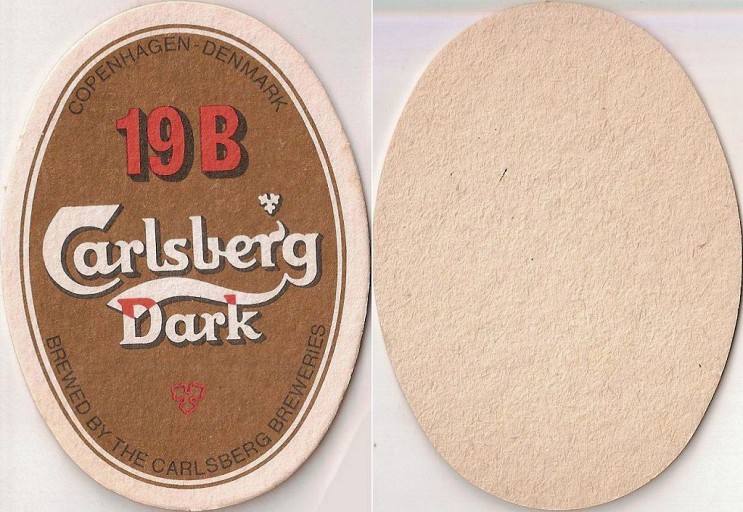 COPENHAGEN - DENMARK
19 B
Carlsberg
Dark
BREWED BY THE CARLSBERG BREWERIES